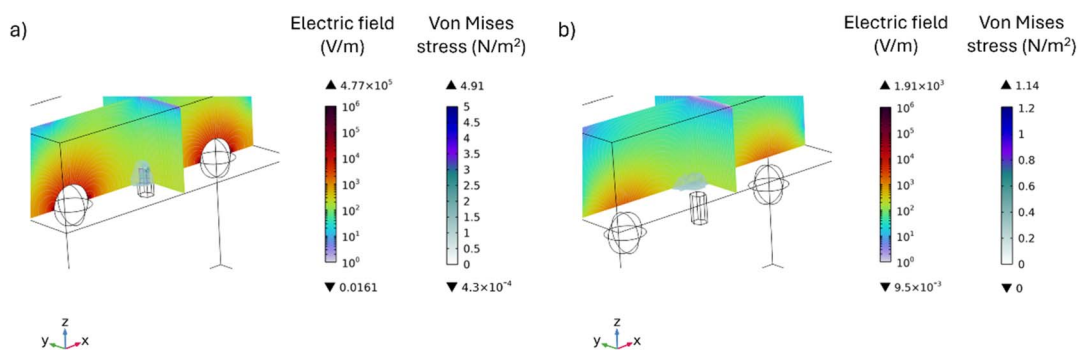 a)
Electric field
(V/m)
Von Mises
stress (N/m²)
▲ 4.77×10⁵
▲ 4.91
10⁶
10⁵
10⁴
10³
10²
10¹
10⁰
5
4.5
4
3.5
3
2.5
2
1.5
1
0.5
0
▼ 0.0161
▼ 4.3×10⁻⁴
z
y
x
b)
Electric field
(V/m)
Von Mises
stress (N/m²)
▲ 1.91×10³
▲ 1.14
10⁶
10⁵
10⁴
10³
10²
10¹
10⁰
1.2
1
0.8
0.6
0.4
0.2
0
▼ 9.5×10⁻³
▼ 0
z
y
x